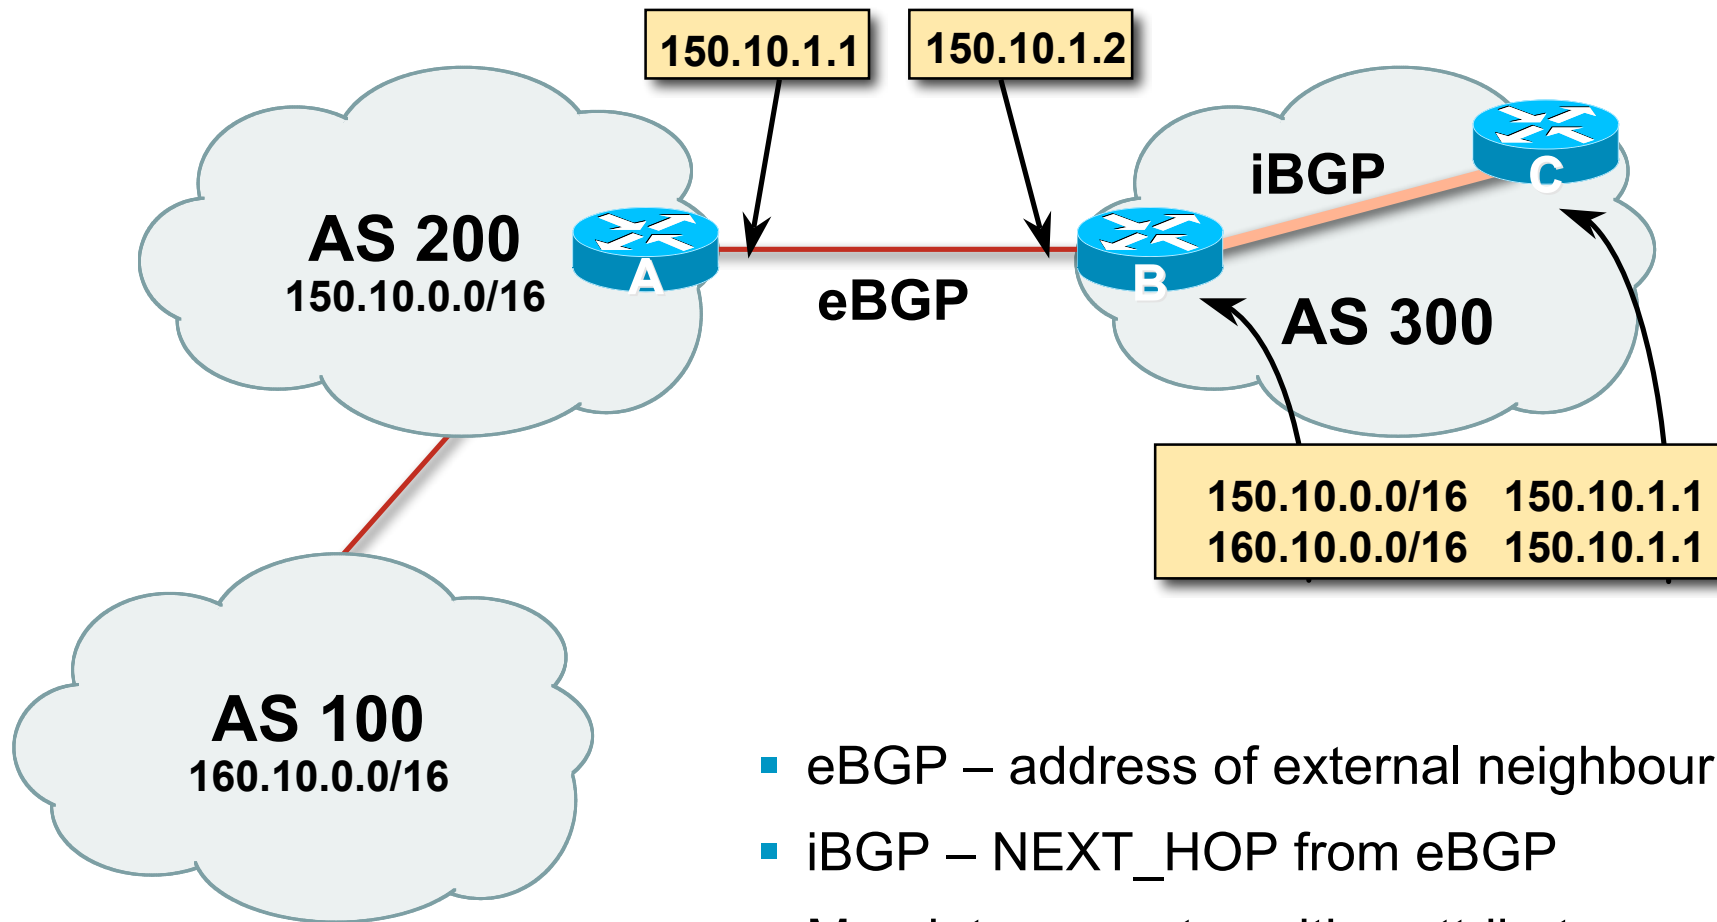 150.10.1.1
150.10.1.2
iBGP
C
AS 200
150.10.0.0/16
A
B
eBGP
AS 300
150.10.0.0/16 150.10.1.1
160.10.0.0/16 150.10.1.1
AS 100
160.10.0.0/16
▪ eBGP – address of external neighbour
▪ iBGP – NEXT_HOP from eBGP